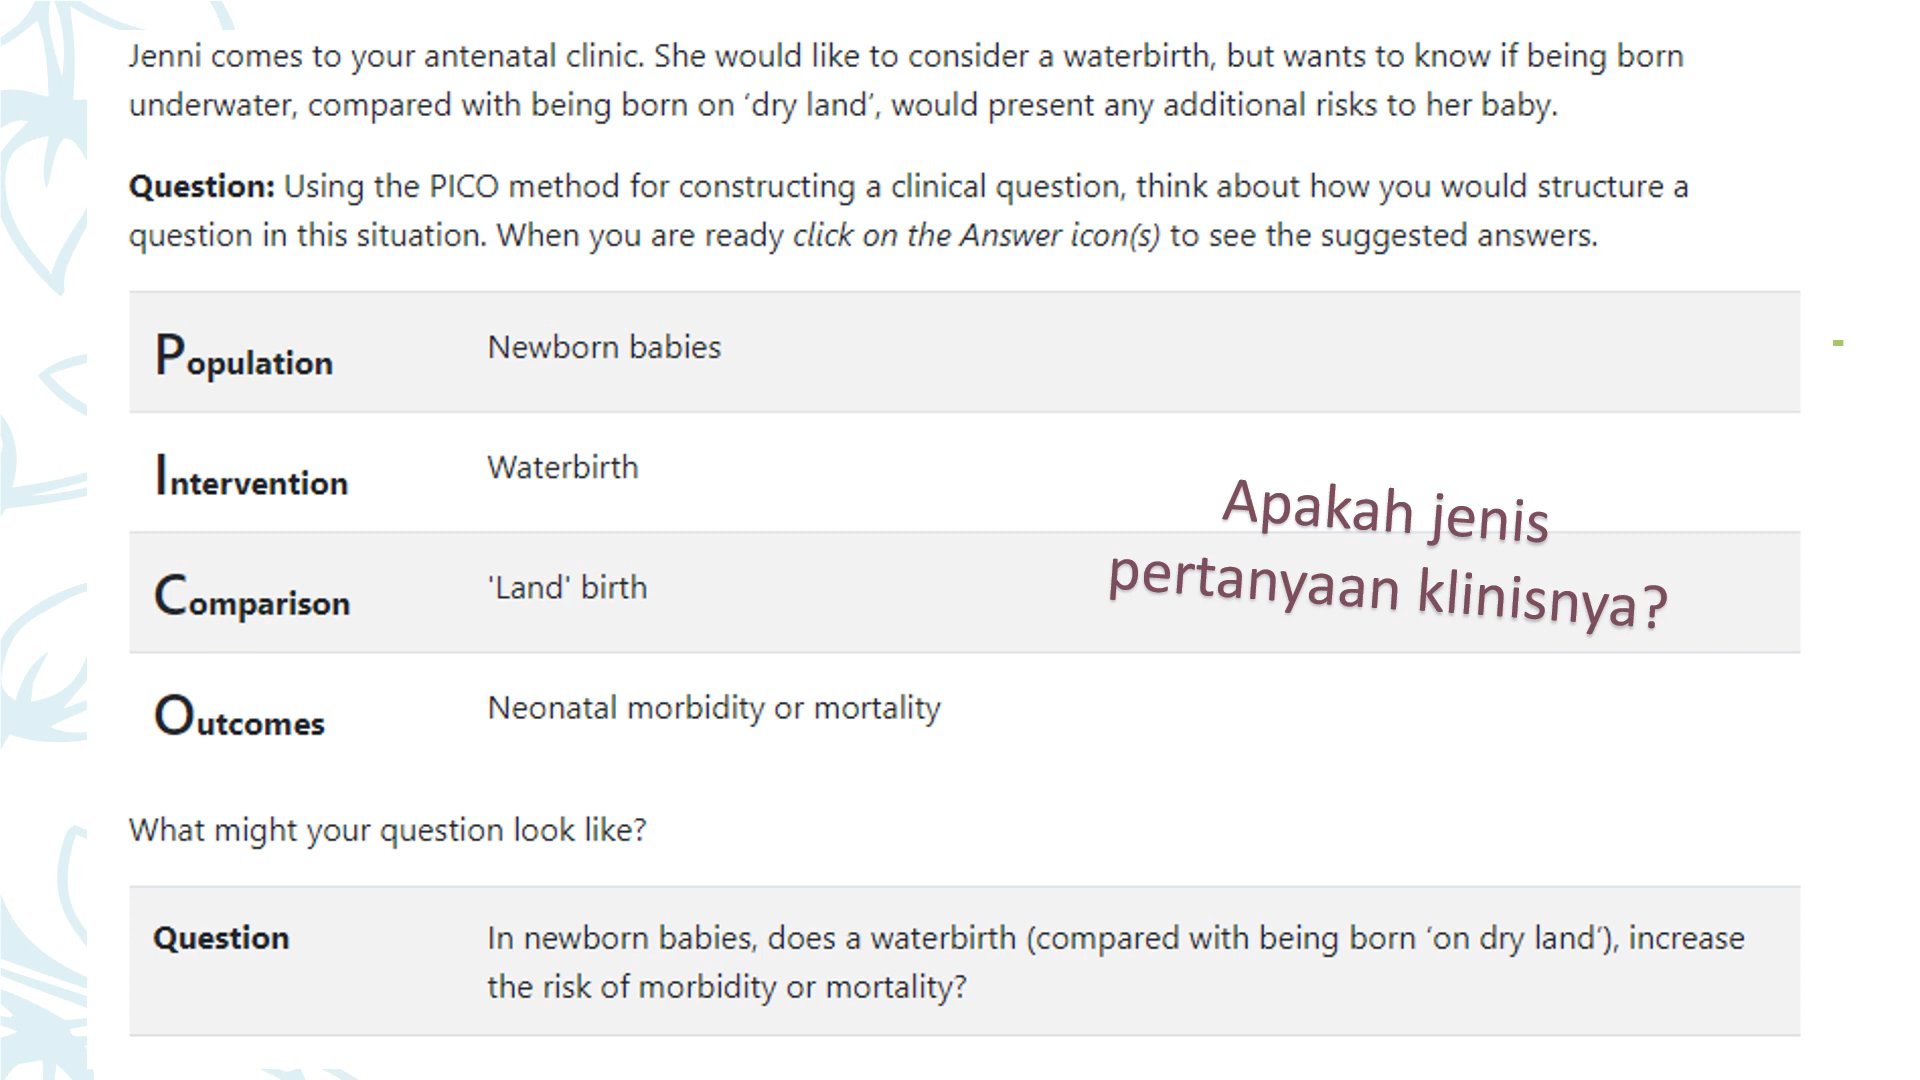 Jenni comes to your antenatal clinic. She would like to consider a waterbirth, but wants to know if being born
underwater, compared with being born on ‘dry land’, would present any additional risks to her baby.
Question: Using the PICO method for constructing a clinical question, think about how you would structure a
question in this situation. When you are ready click on the Answer icon(s) to see the suggested answers.
Population Newborn babies
Intervention Waterbirth
Comparison 'Land' birth
Outcomes Neonatal morbidity or mortality
Apakah jenis
pertanyaan klinisnya?
What might your question look like?
Question In newborn babies, does a waterbirth (compared with being born ‘on dry land’), increase
the risk of morbidity or mortality?